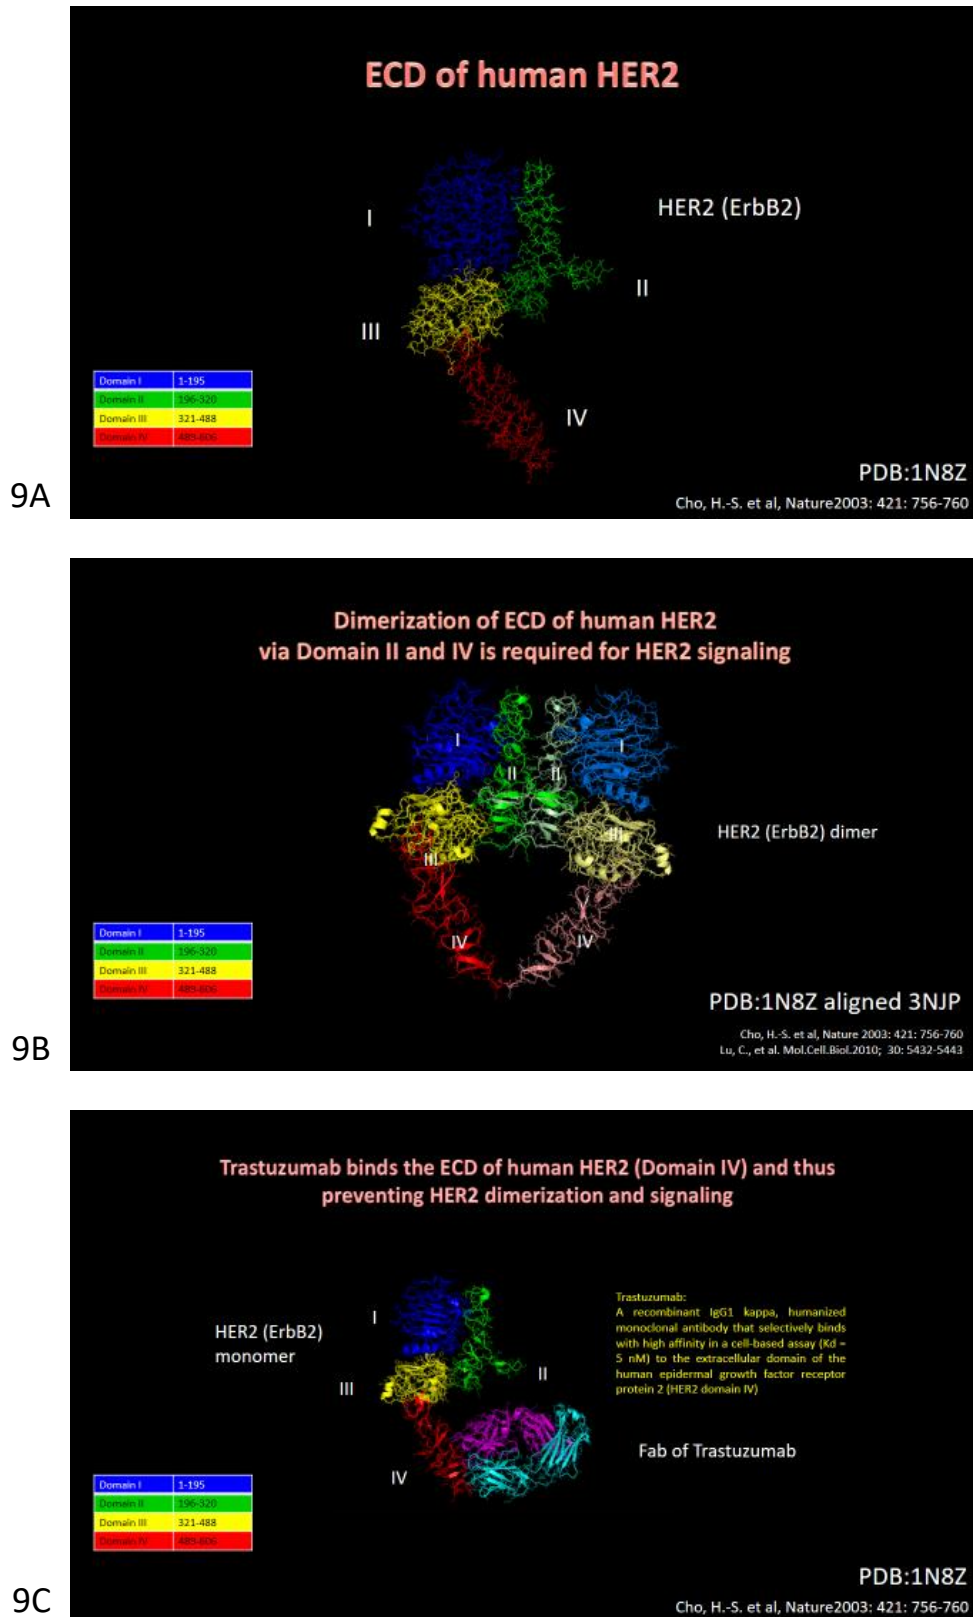 ECD of human HER2
I
HER2 (ErbB2)
II
III
IV
Domain I 1-195
Domain II 196-320
Domain III 321-488
Domain IV 489-606
PDB:1N8Z
Cho, H.-S. et al, Nature2003: 421: 756-760
9A
Dimerization of ECD of human HER2
via Domain II and IV is required for HER2 signaling
I
I
II
II
III
III
HER2 (ErbB2) dimer
IV
IV
Domain I 1-195
Domain II 196-320
Domain III 321-488
Domain IV 489-606
PDB:1N8Z aligned 3NJP
Cho, H.-S. et al, Nature 2003: 421: 756-760
Lu, C., et al. Mol.Cell.Biol.2010; 30: 5432-5443
9B
Trastuzumab binds the ECD of human HER2 (Domain IV) and thus
preventing HER2 dimerization and signaling
I
HER2 (ErbB2)
monomer
Trastuzumab:
A recombinant IgG1 kappa, humanized
monoclonal antibody that selectively binds
with high affinity in a cell-based assay (Kd =
5 nM) to the extracellular domain of the
human epidermal growth factor receptor
protein 2 (HER2 domain IV)
II
III
Fab of Trastuzumab
IV
Domain I 1-195
Domain II 196-320
Domain III 321-488
Domain IV 489-606
PDB:1N8Z
Cho, H.-S. et al, Nature2003: 421: 756-760
9C